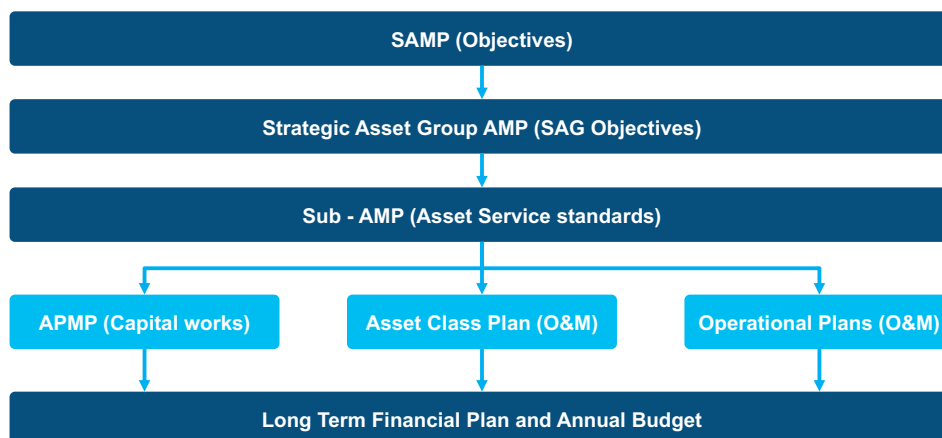 SAMP (Objectives)
Strategic Asset Group AMP (SAG Objectives)
Sub - AMP (Asset Service standards)
APMP (Capital works)
Asset Class Plan (O&M)
Operational Plans (O&M)
Long Term Financial Plan and Annual Budget